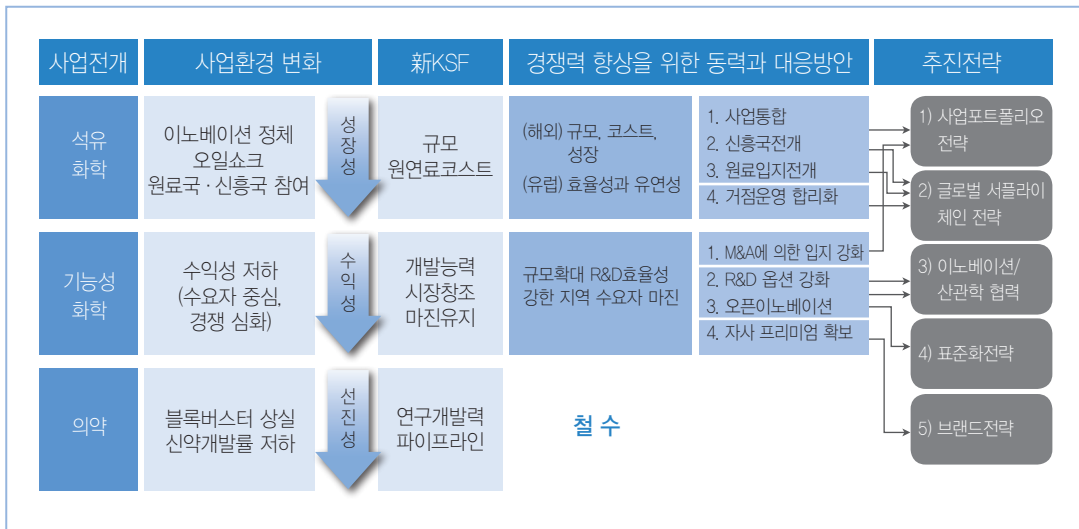 사업전개
사업환경 변화
新KSF
경쟁력 향상을 위한 동력과 대응방안
추진전략
석유
화학
이노베이션 정체
오일쇼크
원료국 · 신흥국 참여
성장성
규모
원연료코스트
(해외) 규모, 코스트,
성장
(유럽) 효율성과 유연성
1. 사업통합
2. 신흥국전개
3. 원료입지전개
4. 거점운영 합리화
기능성
화학
수익성 저하
(수요자 중심,
경쟁 심화)
수익성
개발능력
시장창조
마진유지
규모확대 R&D효율성
강한 지역 수요자 마진
1. M&A에 의한 입지 강화
2. R&D 옵션 강화
3. 오픈이노베이션
4. 자사 프리미엄 확보
의약
블록버스터 상실
신약개발률 저하
선진성
연구개발력
파이프라인
철 수
1) 사업포트폴리오
전략
2) 글로벌 서플라이
체인 전략
3) 이노베이션/
산관학 협력
4) 표준화전략
5) 브랜드전략